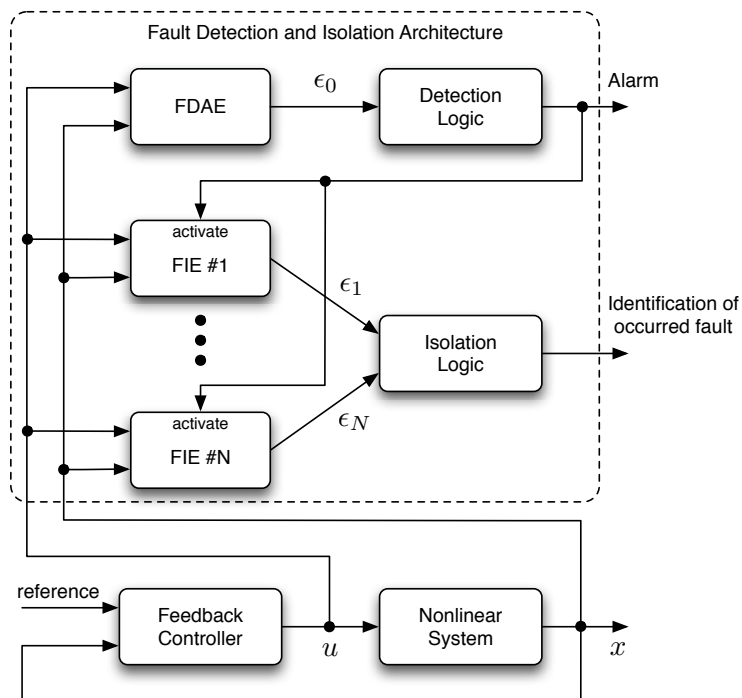 Fault Detection and Isolation Architecture
FDAE
ϵ₀
Detection
Logic
Alarm
activate
FIE #1
ϵ₁
Isolation
Logic
Identification of
occurred fault
activate
FIE #N
ϵ_N
reference
Feedback
Controller
u
Nonlinear
System
x